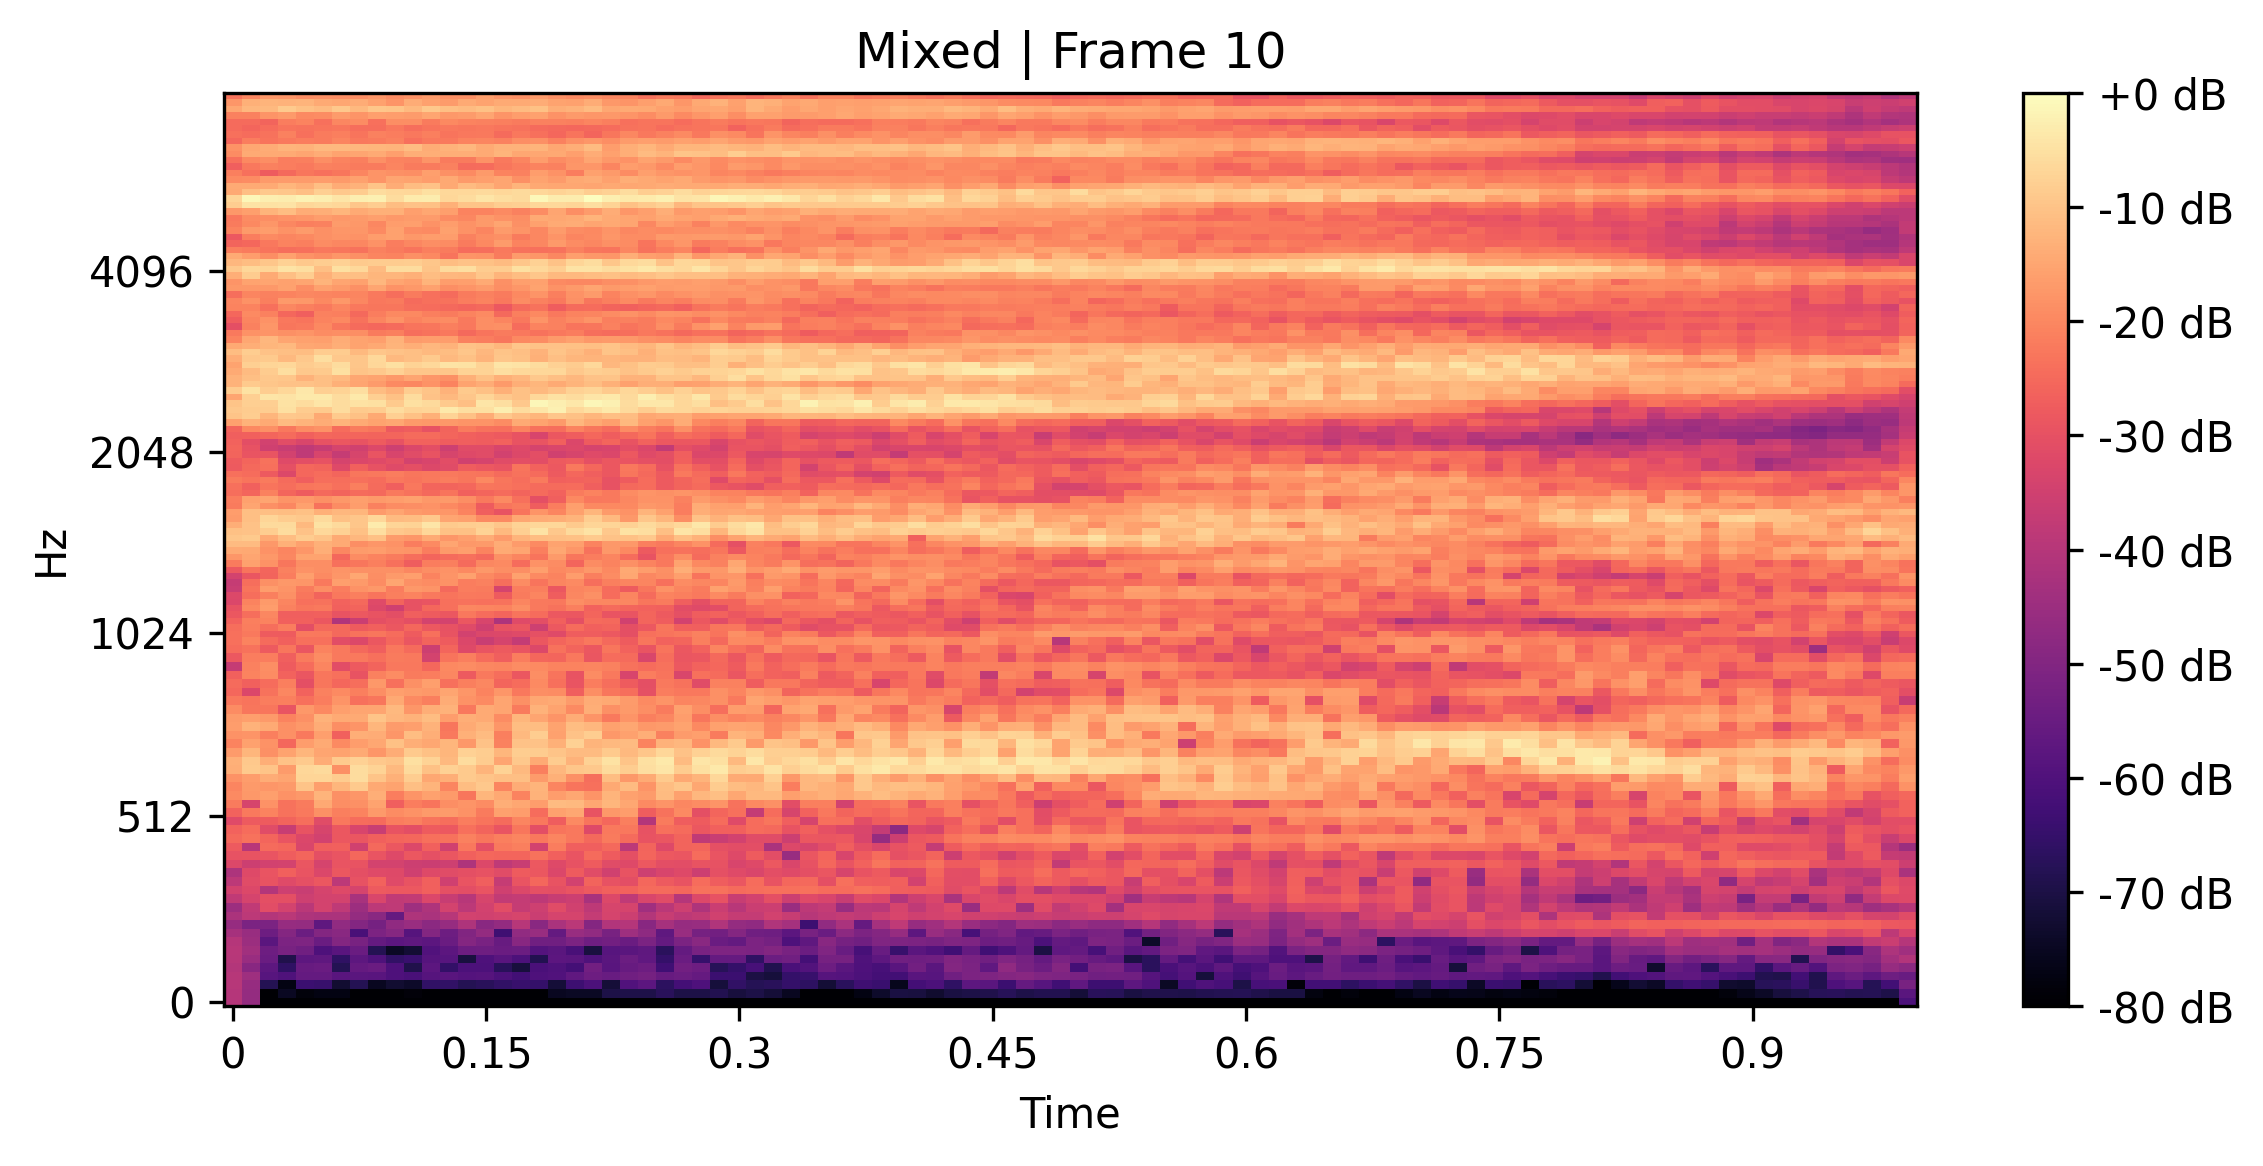 Mixed | Frame 10
Hz
4096
2048
1024
512
0
0 0.15 0.3 0.45 0.6 0.75 0.9
Time
+0 dB
-10 dB
-20 dB
-30 dB
-40 dB
-50 dB
-60 dB
-70 dB
-80 dB